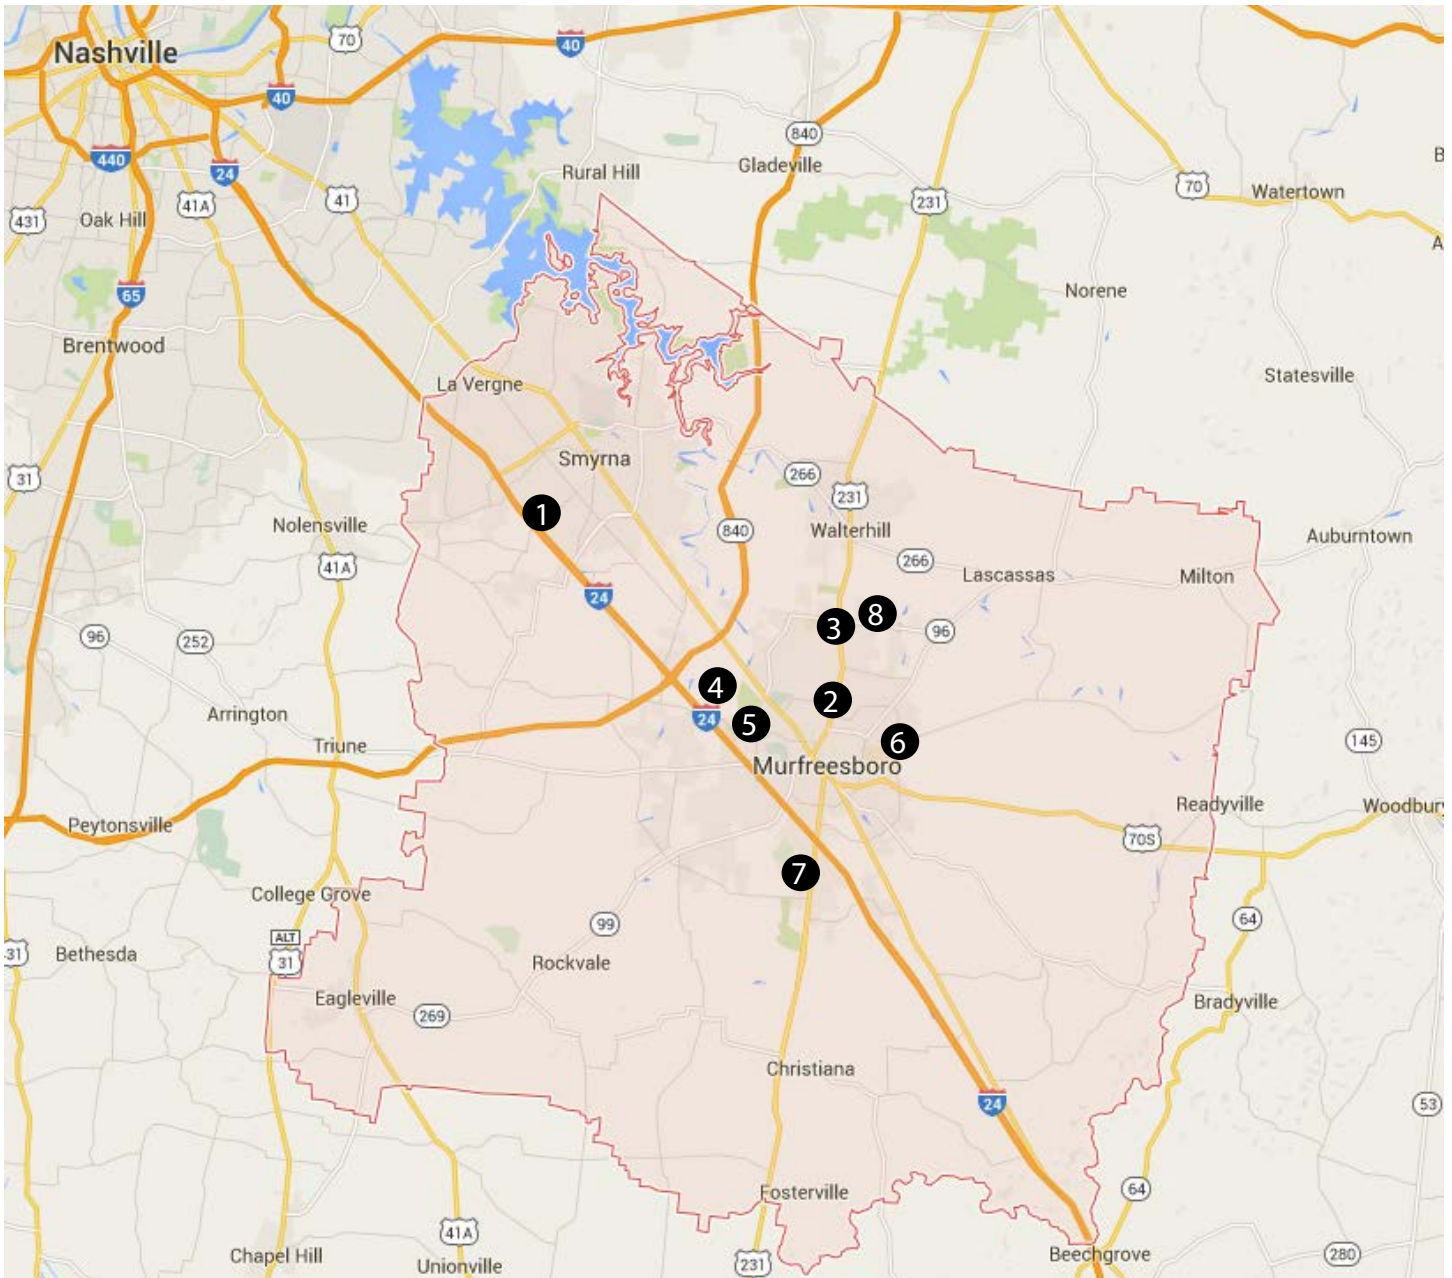 Nashville
70
40
40
440
24
41A
41
431
Oak Hill
65
Brentwood
Rural Hill
840
Gladeville
231
70
Watertown
B
A
Norene
Statesville
La Vergne
Smyrna
31
Nolensville
41A
1
24
840
266
231
Walterhill
266
Lascassas
Milton
Auburntown
96
252
3
8
96
Arrington
Triune
4
24
5
2
6
Murfreesboro
145
Readyville
Woodbury
Peytonsville
70S
College Grove
7
ALT
31
31
Bethesda
99
Rockvale
64
Eagleville
269
Bradyville
Christiana
24
53
Fosterville
64
41A
Chapel Hill
Unionville
231
Beechgrove
280